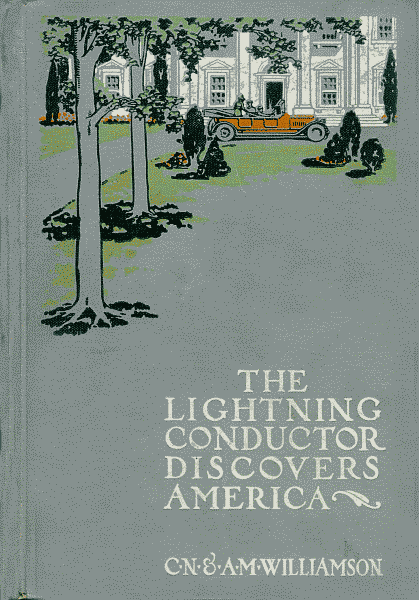 THE
LIGHTNING
CONDUCTOR
DISCOVERS
AMERICA
C·N·&·A·M·WILLIAMSON